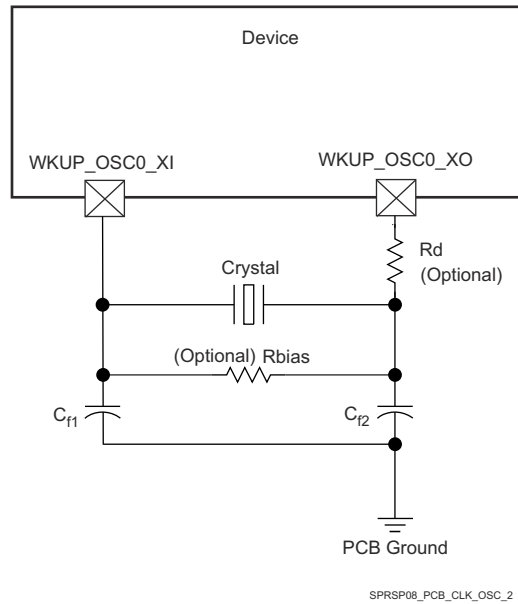 Device
WKUP_OSC0_XI
WKUP_OSC0_XO
Rd
(Optional)
Crystal
(Optional) Rbias
Cf1
Cf2
PCB Ground
SPRSP08_PCB_CLK_OSC_2